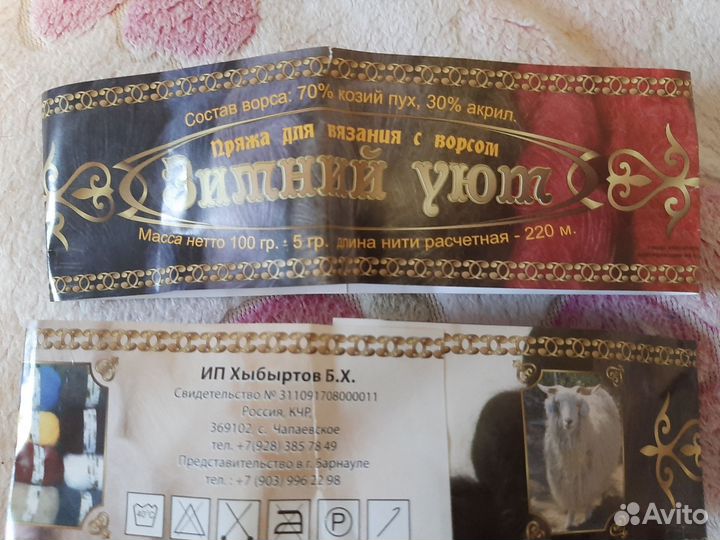 Состав ворса: 70% козий пух, 30% акрил.
Пряжа для вязания с ворсом
Зимний уют
Масса нетто 100 гр. - 5 гр. длина нити расчетная - 220 м.
ИП Хыбыртов Б.Х.
Свидетельство № 311091708000011
Россия, КЧР,
369102, с. Чапаевское
тел. +7(928) 385 78 49
Представительство в г. Барнауле
тел. : +7 (903) 996 22 98
40°C
P
Avito